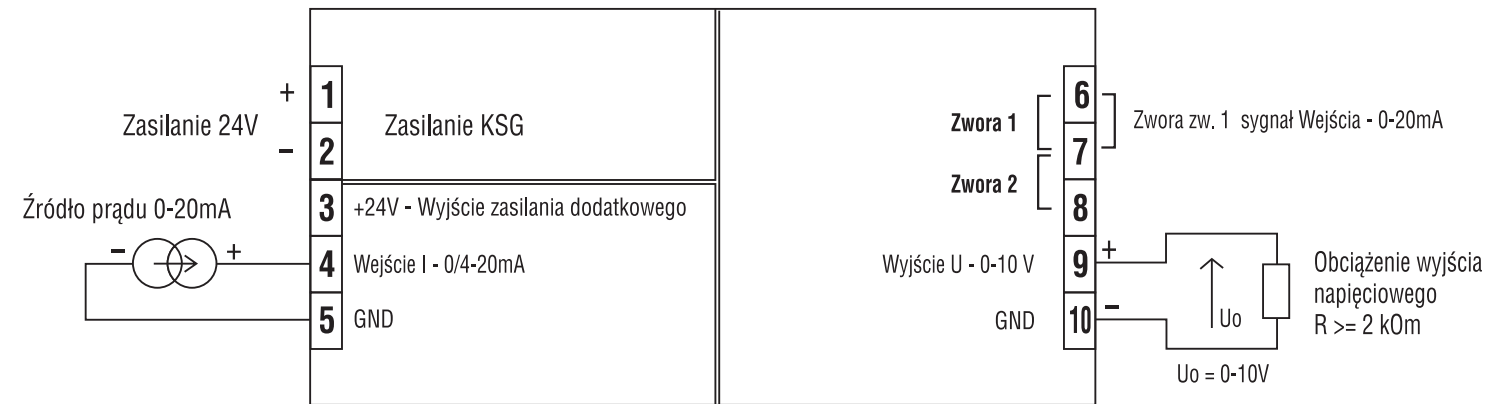 +
1
Zasilanie 24V
Zasilanie KSG
−
2
Źródło prądu 0-20mA
3
+24V - Wyjście zasilania dodatkowego
−
+
4
Wejście I - 0/4-20mA
5
GND
Zwora 1
6
Zwora zw. 1 sygnał Wejścia - 0-20mA
7
Zwora 2
8
Wyjście U - 0-10 V
9
+
GND
10
−
Uo
Uo = 0-10V
Obciążenie wyjścia
napięciowego
R >= 2 kOm